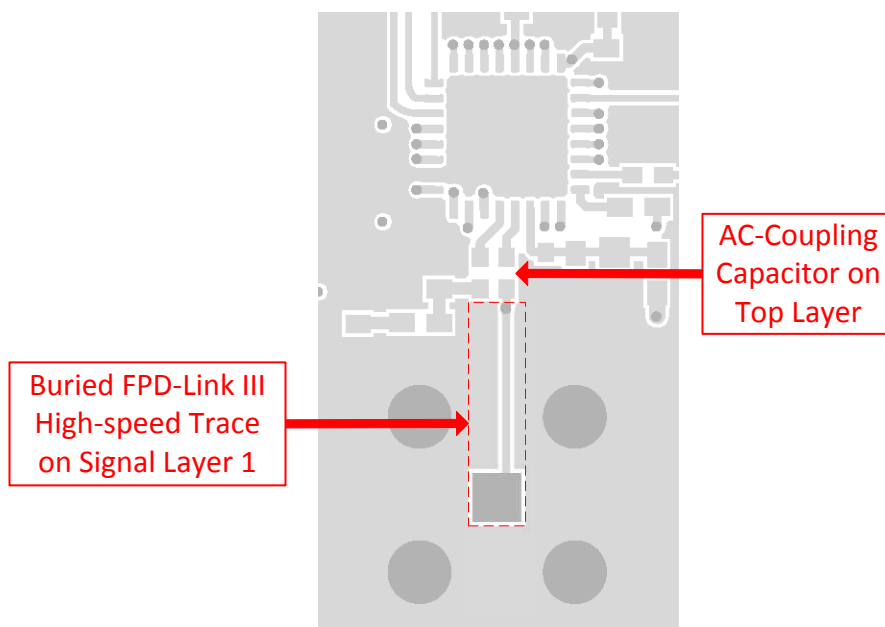 AC-Coupling
Capacitor on
Top Layer
Buried FPD-Link III
High-speed Trace
on Signal Layer 1